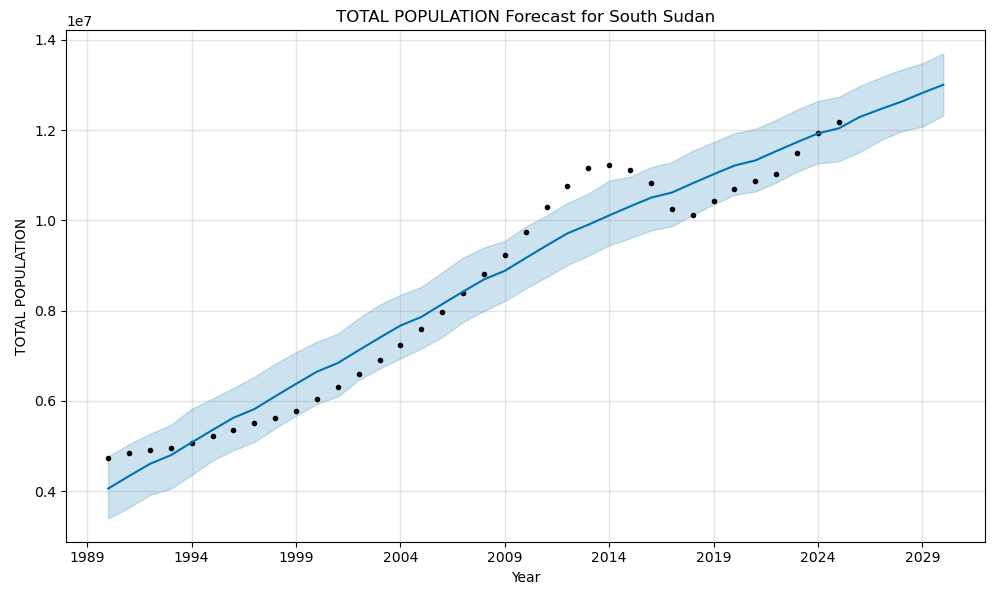 TOTAL POPULATION Forecast for South Sudan
1e7
1.4
1.2
1.0
0.8
0.6
0.4
TOTAL POPULATION
1989 1994 1999 2004 2009 2014 2019 2024 2029
Year